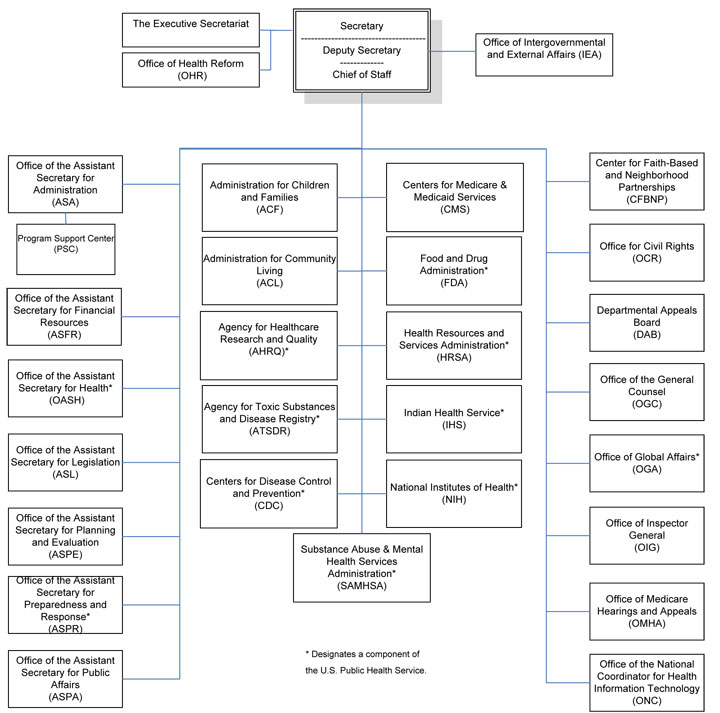 The Executive Secretariat
Office of Health Reform
(OHR)
Secretary
Deputy Secretary
Chief of Staff
Office of Intergovernmental
and External Affairs (IEA)
Office of the Assistant
Secretary for
Administration
(ASA)
Program Support Center
(PSC)
Office of the Assistant
Secretary for Financial
Resources
(ASFR)
Office of the Assistant
Secretary for Health*
(OASH)
Office of the Assistant
Secretary for Legislation
(ASL)
Office of the Assistant
Secretary for Planning
and Evaluation
(ASPE)
Office of the Assistant
Secretary for
Preparedness and
Response*
(ASPR)
Office of the Assistant
Secretary for Public
Affairs
(ASPA)
Administration for Children
and Families
(ACF)
Administration for Community
Living
(ACL)
Agency for Healthcare
Research and Quality
(AHRQ)*
Agency for Toxic Substances
and Disease Registry*
(ATSDR)
Centers for Disease Control
and Prevention*
(CDC)
Centers for Medicare &
Medicaid Services
(CMS)
Food and Drug
Administration*
(FDA)
Health Resources and
Services Administration*
(HRSA)
Indian Health Service*
(IHS)
National Institutes of Health*
(NIH)
Substance Abuse & Mental
Health Services
Administration*
(SAMHSA)
* Designates a component of
the U.S. Public Health Service.
Center for Faith-Based
and Neighborhood
Partnerships
(CFBNP)
Office for Civil Rights
(OCR)
Departmental Appeals
Board
(DAB)
Office of the General
Counsel
(OGC)
Office of Global Affairs*
(OGA)
Office of Inspector
General
(OIG)
Office of Medicare
Hearings and Appeals
(OMHA)
Office of the National
Coordinator for Health
Information Technology
(ONC)